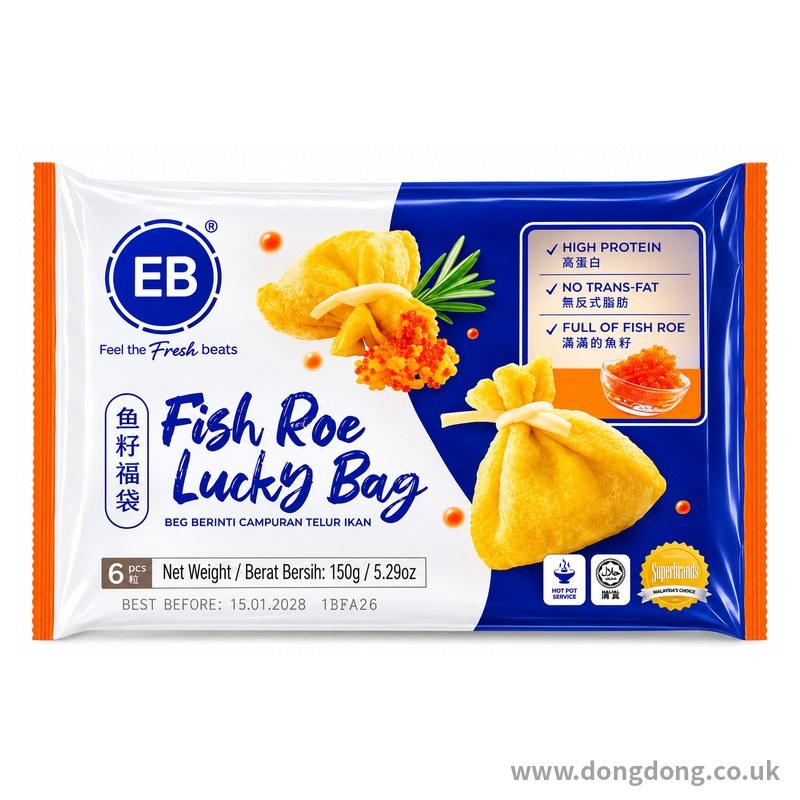 EB
®
Feel the Fresh beats
鱼籽福袋
Fish Roe
Lucky Bag
BEG BERINTI CAMPURAN TELUR IKAN
6 pcs 粒
Net Weight / Berat Bersih: 150g / 5.29oz
BEST BEFORE: 15.01.2028 1BFA26
✓ HIGH PROTEIN
高蛋白
✓ NO TRANS-FAT
無反式脂肪
✓ FULL OF FISH ROE
滿滿的魚籽
HOT POT
SERVICE
حلال
HALAL
清真
Superbrands
MALAYSIA'S CHOICE
www.dongdong.co.uk